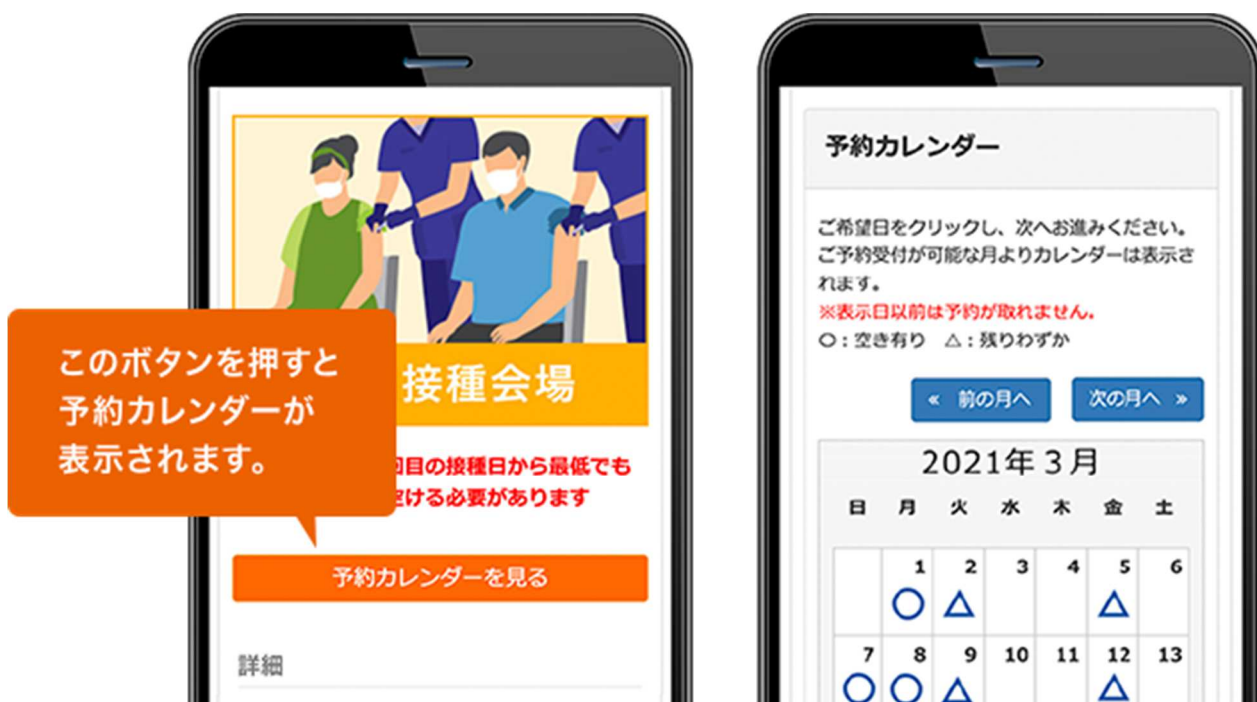 このボタンを押すと
予約カレンダーが
表示されます。
接種会場
回目の接種日から最低でも
空ける必要があります
予約カレンダーを見る
詳細
予約カレンダー
ご希望日をクリックし、次へお進みください。
ご予約受付が可能な月よりカレンダーは表示さ
れます。
※表示日以前は予約が取れません。
○：空き有り　△：残りわずか
« 前の月へ
次の月へ »
2021年3月
日 月 火 水 木 金 土
1 2 3 4 5 6
○ △ △
7 8 9 10 11 12 13
○ ○ △ △